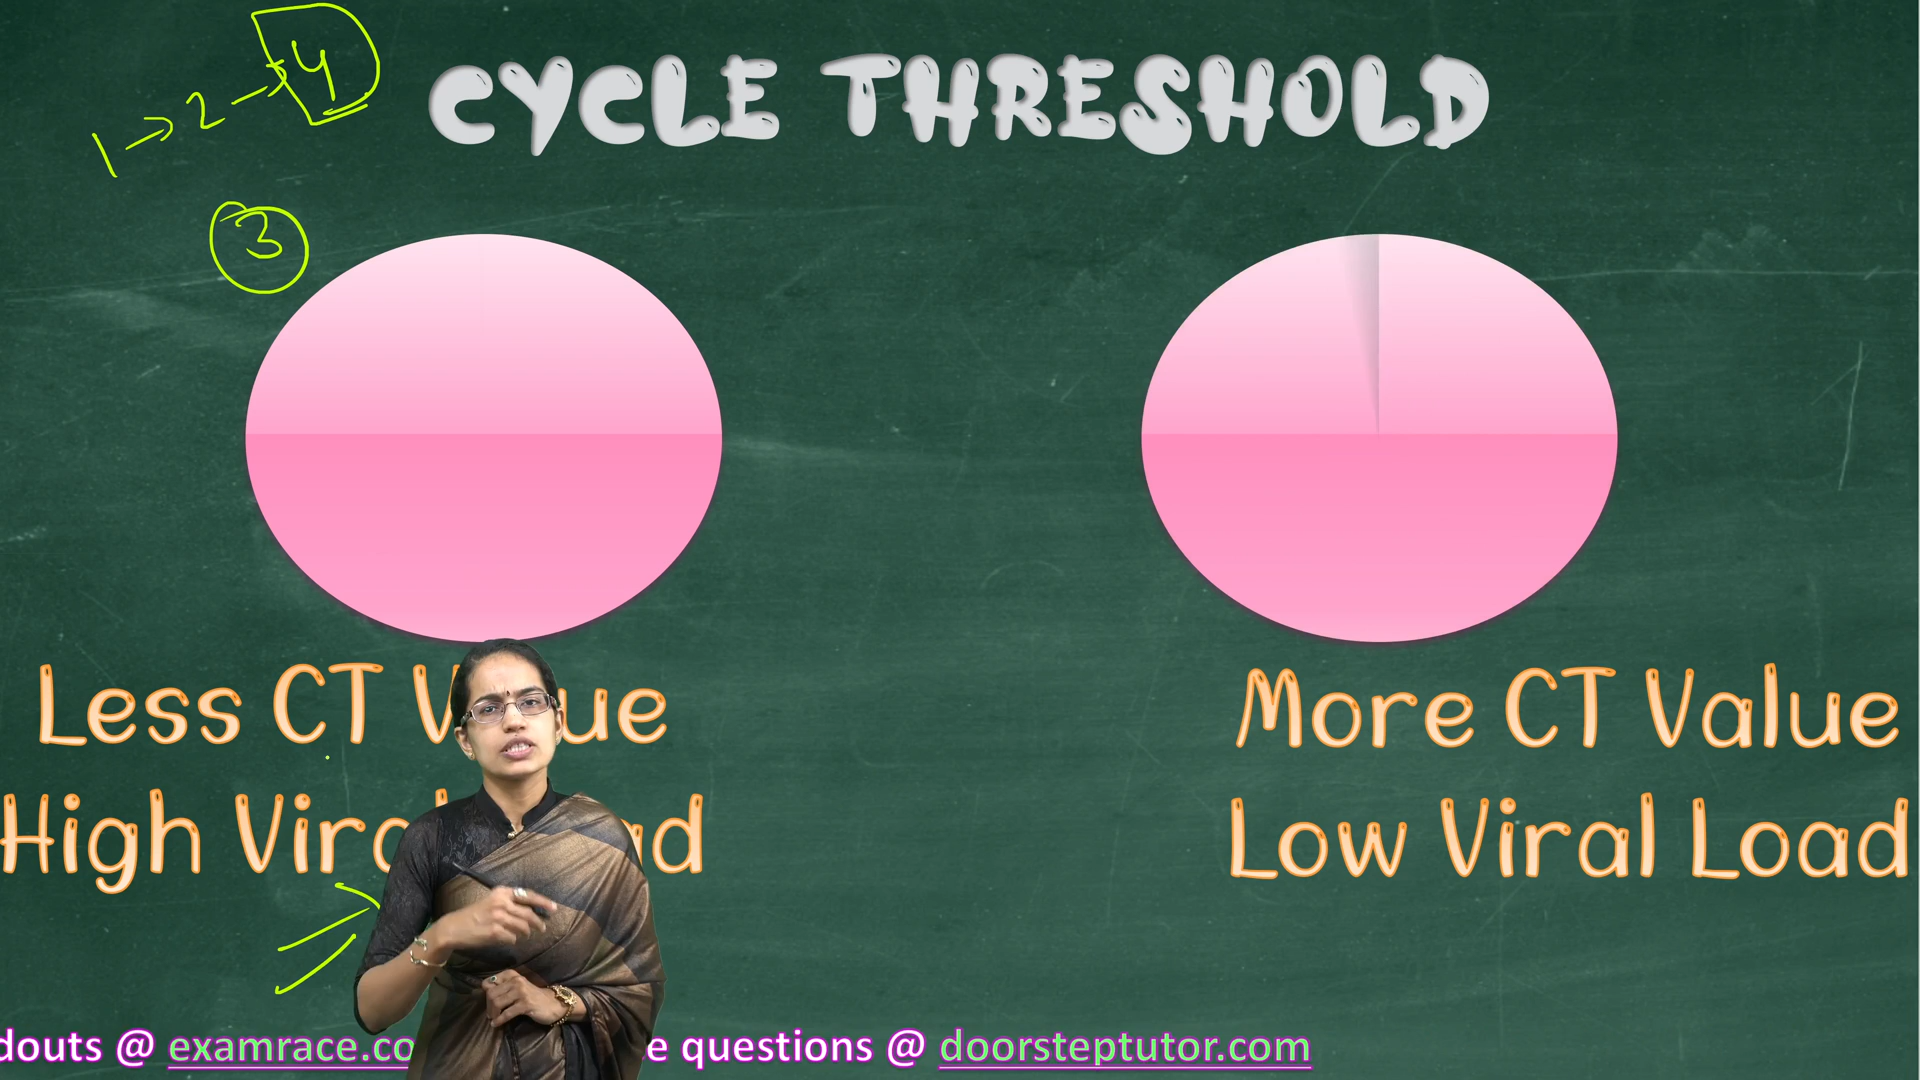 1 → 2 → 4
CYCLE THRESHOLD
3
Less CT V ue
More CT Value
High Vir ad
Low Viral Load
douts @ examrace.co e questions @ doorsteptutor.com